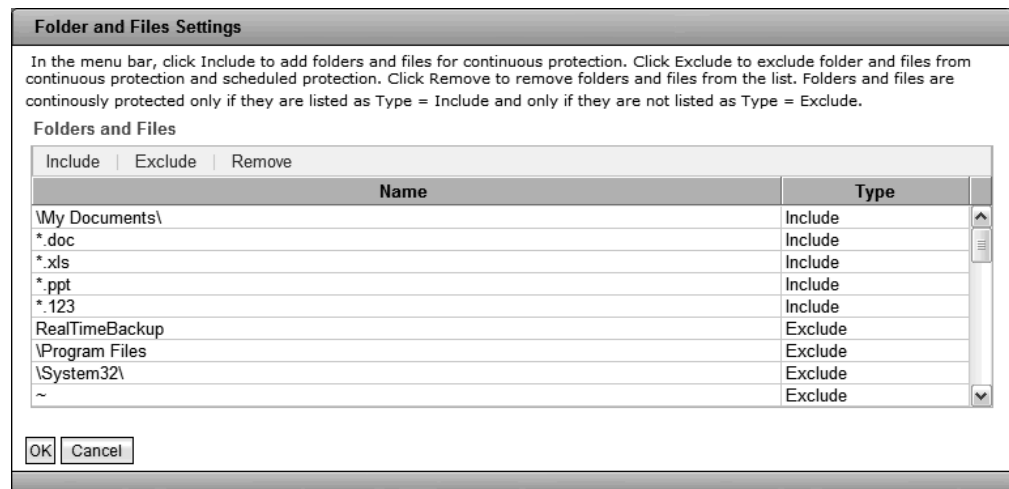 Folder and Files Settings
In the menu bar, click Include to add folders and files for continuous protection. Click Exclude to exclude folder and files from
continuous protection and scheduled protection. Click Remove to remove folders and files from the list. Folders and files are
continously protected only if they are listed as Type = Include and only if they are not listed as Type = Exclude.
Folders and Files
Include | Exclude | Remove
Name Type
\My Documents\ Include
*.doc Include
*.xls Include
*.ppt Include
*.123 Include
RealTimeBackup Exclude
\Program Files Exclude
\System32\ Exclude
~ Exclude
OK Cancel